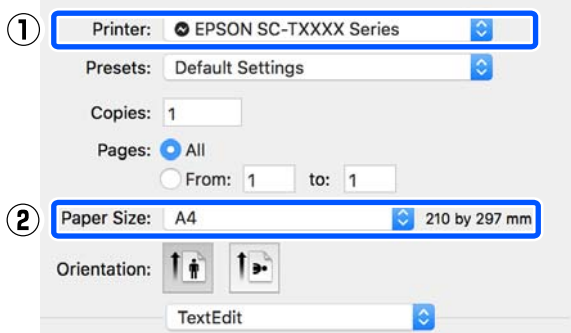 ① Printer: EPSON SC-TXXXX Series
Presets: Default Settings
Copies: 1
Pages: All
From: 1 to: 1
② Paper Size: A4 210 by 297 mm
Orientation:
TextEdit